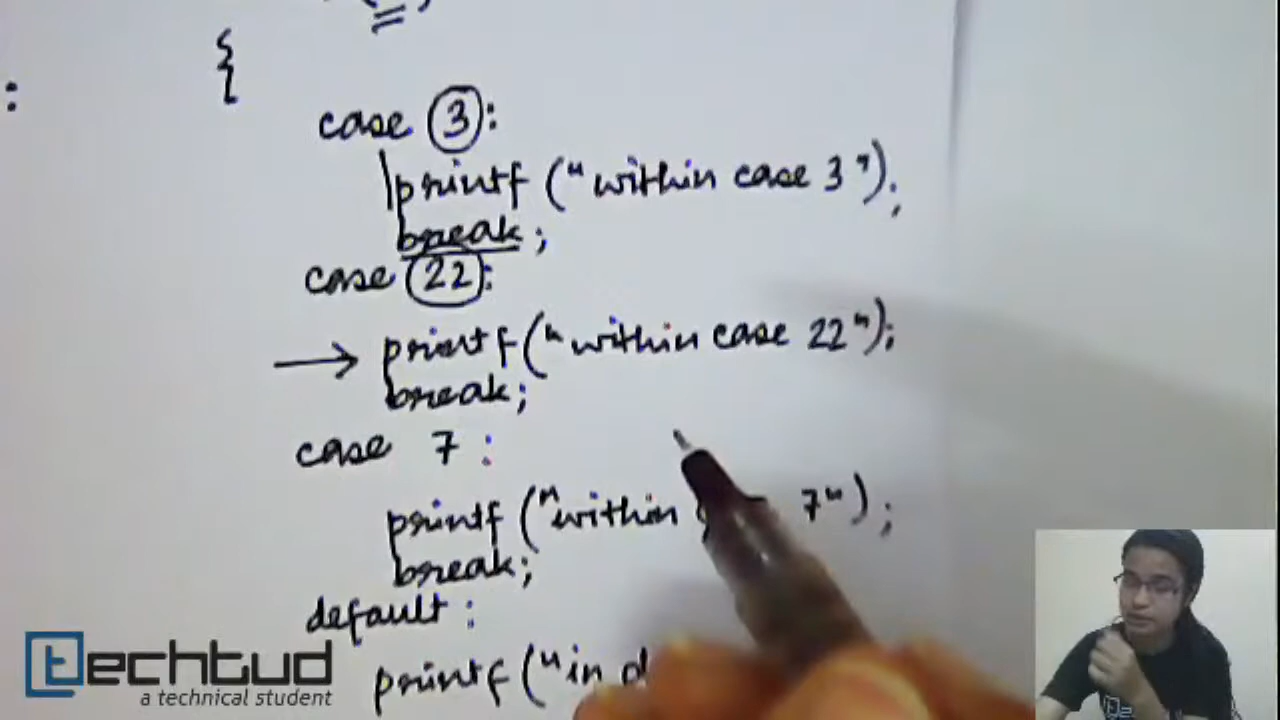 {
:
case 3:
printf ("within case 3");
break;
case 22:
printf ("within case 22");
break;
case 7:
printf ("within 7");
break;
default:
printf ("in
techtud
a technical student